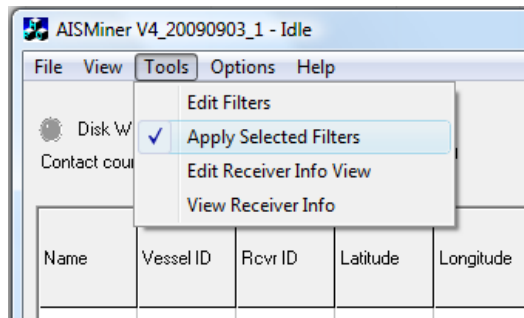 AISMiner V4_20090903_1 - Idle
File View Tools Options Help
Edit Filters
Disk W
Apply Selected Filters
Contact cou
Edit Receiver Info View
View Receiver Info
Name Vessel ID Rcvr ID Latitude Longitude